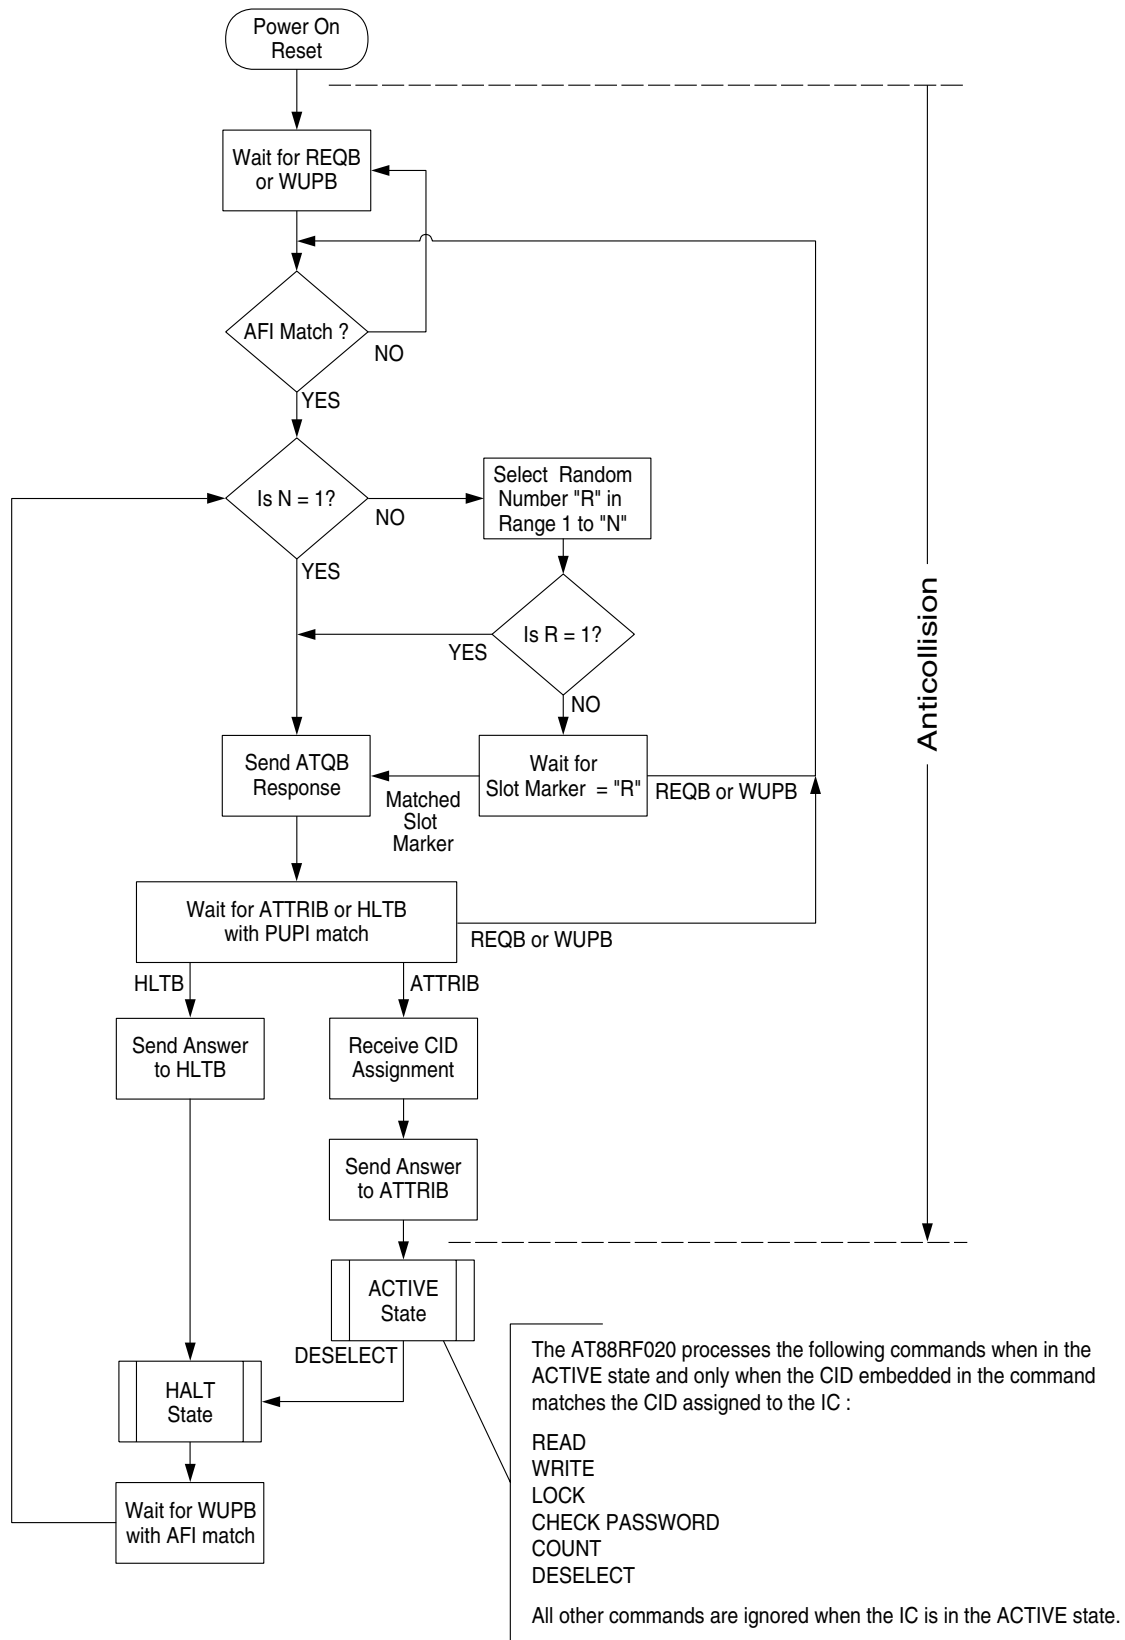 Power On
Reset
Wait for REQB
or WUPB
AFI Match ?
NO
YES
Is N = 1?
NO
YES
Select Random
Number "R" in
Range 1 to "N"
Is R = 1?
YES
NO
Send ATQB
Response
Matched
Slot
Marker
Wait for
Slot Marker = "R"
REQB or WUPB
Anticollision
Wait for ATTRIB or HLTB
with PUPI match
REQB or WUPB
HLTB
ATTRIB
Send Answer
to HLTB
Receive CID
Assignment
Send Answer
to ATTRIB
ACTIVE
State
DESELECT
HALT
State
Wait for WUPB
with AFI match
The AT88RF020 processes the following commands when in the
ACTIVE state and only when the CID embedded in the command
matches the CID assigned to the IC :
READ
WRITE
LOCK
CHECK PASSWORD
COUNT
DESELECT
All other commands are ignored when the IC is in the ACTIVE state.